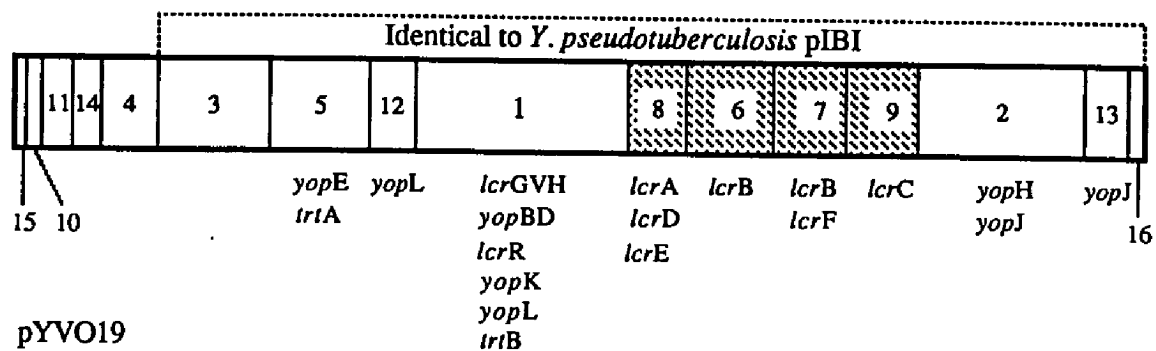 Identical to Y. pseudotuberculosis pIBI
11 14 4 3 5 12 1 8 6 7 9 2 13
yopE yopL lcrGVH lcrA lcrB lcrB lcrC yopH yopJ
15 10 trtA yopBD lcrD lcrF yopJ 16
lcrR lcrE
yopK
yopL
pYVO19
trtB